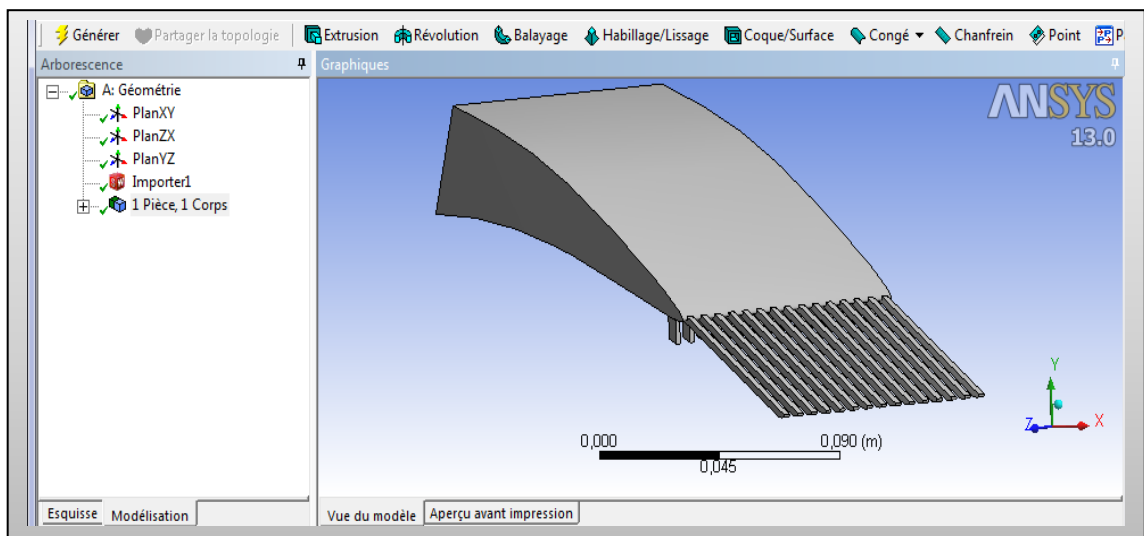 Générer Partager la topologie Extrusion Révolution Balayage Habillage/Lissage Coque/Surface Congé Chanfrein Point
Arborescence
A: Géométrie
PlanXY
PlanZX
PlanYZ
Importer1
1 Pièce, 1 Corps
Esquisse Modélisation
Graphiques
ANSYS
13.0
Y
Z X
0,000 0,090 (m)
0,045
Vue du modèle Aperçu avant impression